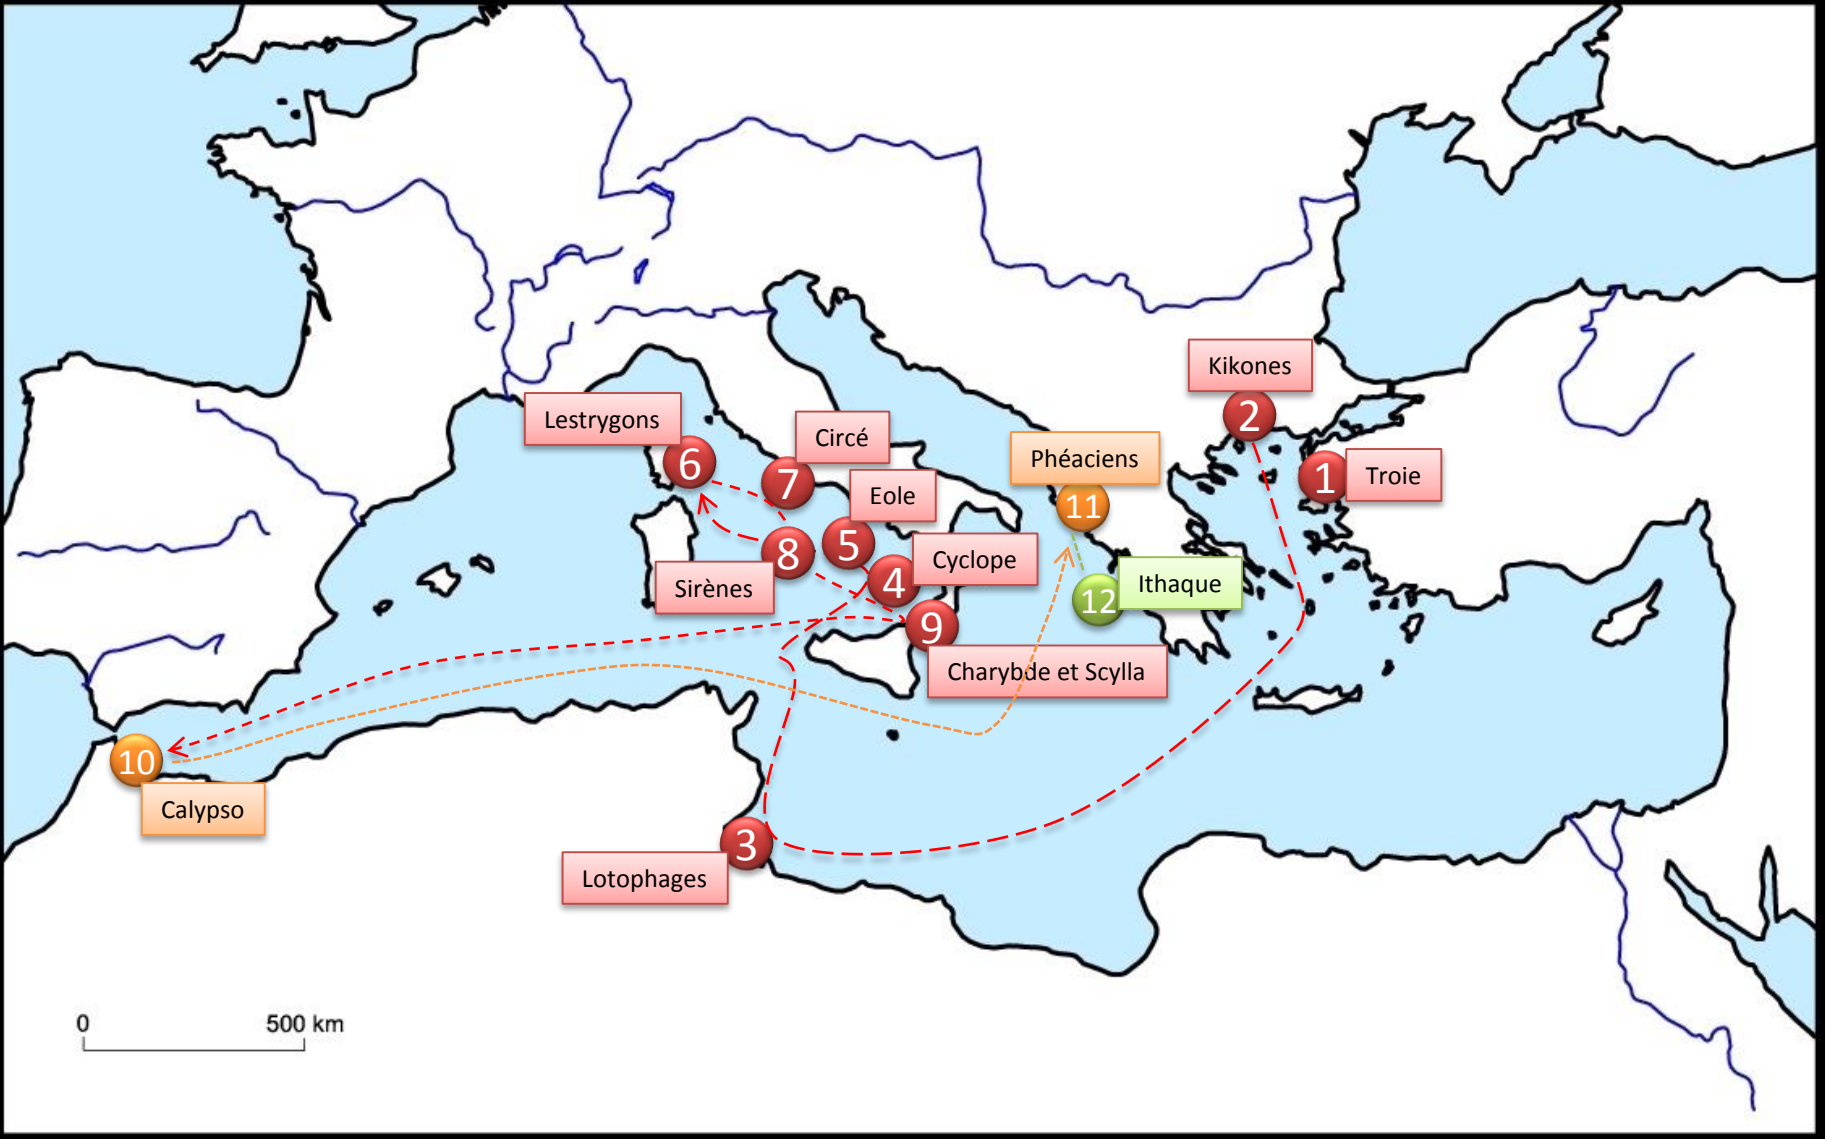 Kikones
2
Lestrygons
Circé
6
7
Phéaciens
1
Troie
Eole
11
5
8
Cyclope
4
Sirènes
Ithaque
12
9
Charybde et Scylla
10
Calypso
3
Lotophages
0
500 km